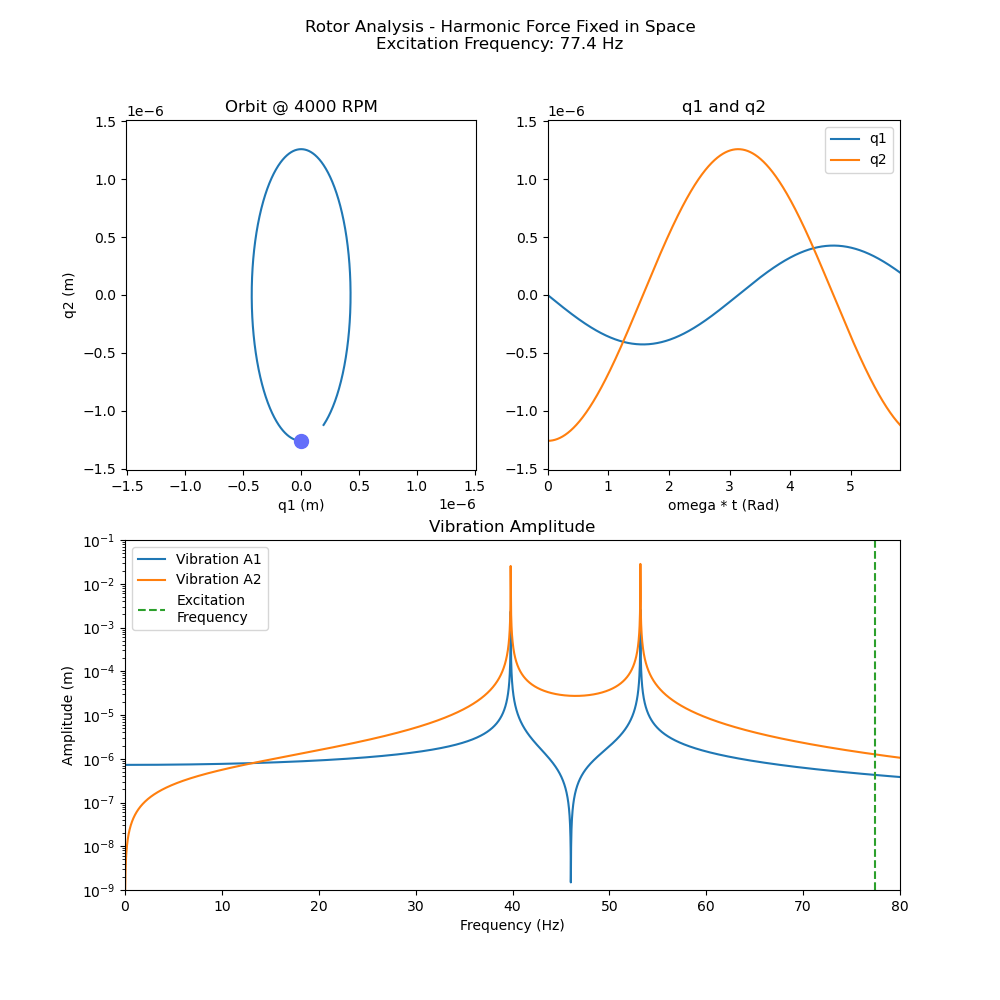 Rotor Analysis - Harmonic Force Fixed in Space
Excitation Frequency: 77.4 Hz
Orbit @ 4000 RPM
1e−6
1.5
1.0
0.5
0.0
−0.5
−1.0
−1.5
q2 (m)
−1.5 −1.0 −0.5 0.0 0.5 1.0 1.5
1e−6
q1 (m)
q1 and q2
1e−6
1.5
1.0
0.5
0.0
−0.5
−1.0
−1.5
q1
q2
0 1 2 3 4 5
omega * t (Rad)
Vibration Amplitude
10⁻¹
10⁻²
10⁻³
10⁻⁴
10⁻⁵
10⁻⁶
10⁻⁷
10⁻⁸
10⁻⁹
Amplitude (m)
Vibration A1
Vibration A2
Excitation
Frequency
0 10 20 30 40 50 60 70 80
Frequency (Hz)